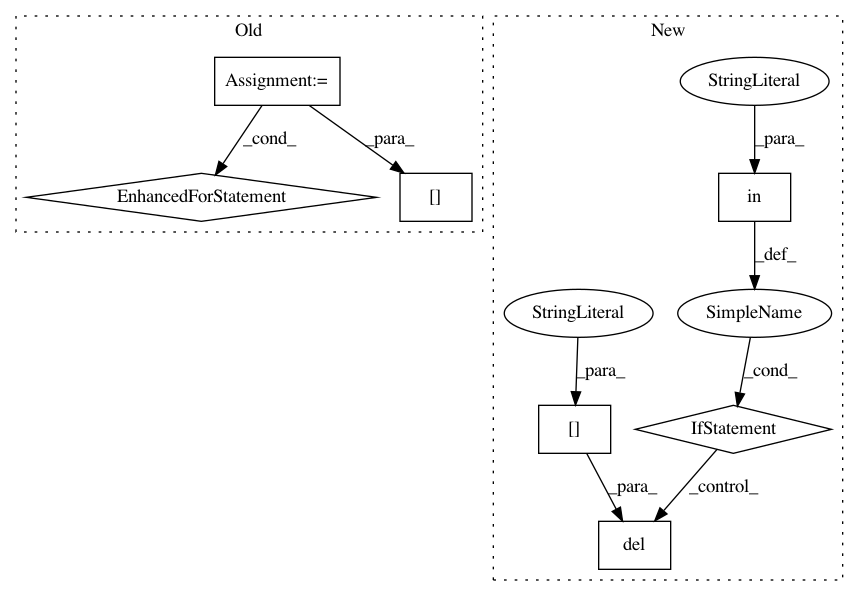 Old
New
Assignment:=
StringLiteral
_cond_
_para_
_para_
EnhancedForStatement
[]
in
_def_
StringLiteral
SimpleName
_para_
_cond_
[]
IfStatement
_para_
_control_
del